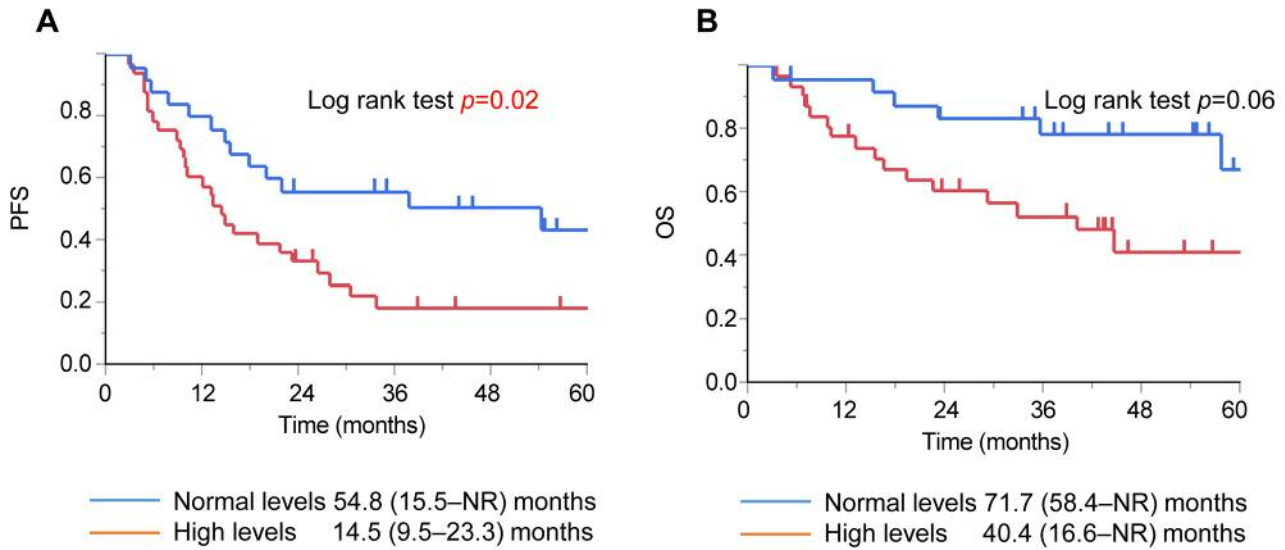 A
Log rank test p=0.02
PFS
0.8
0.6
0.4
0.2
0.0
0 12 24 36 48 60
Time (months)
Normal levels 54.8 (15.5–NR) months
High levels 14.5 (9.5–23.3) months
B
Log rank test p=0.06
OS
0.8
0.6
0.4
0.2
0.0
0 12 24 36 48 60
Time (months)
Normal levels 71.7 (58.4–NR) months
High levels 40.4 (16.6–NR) months